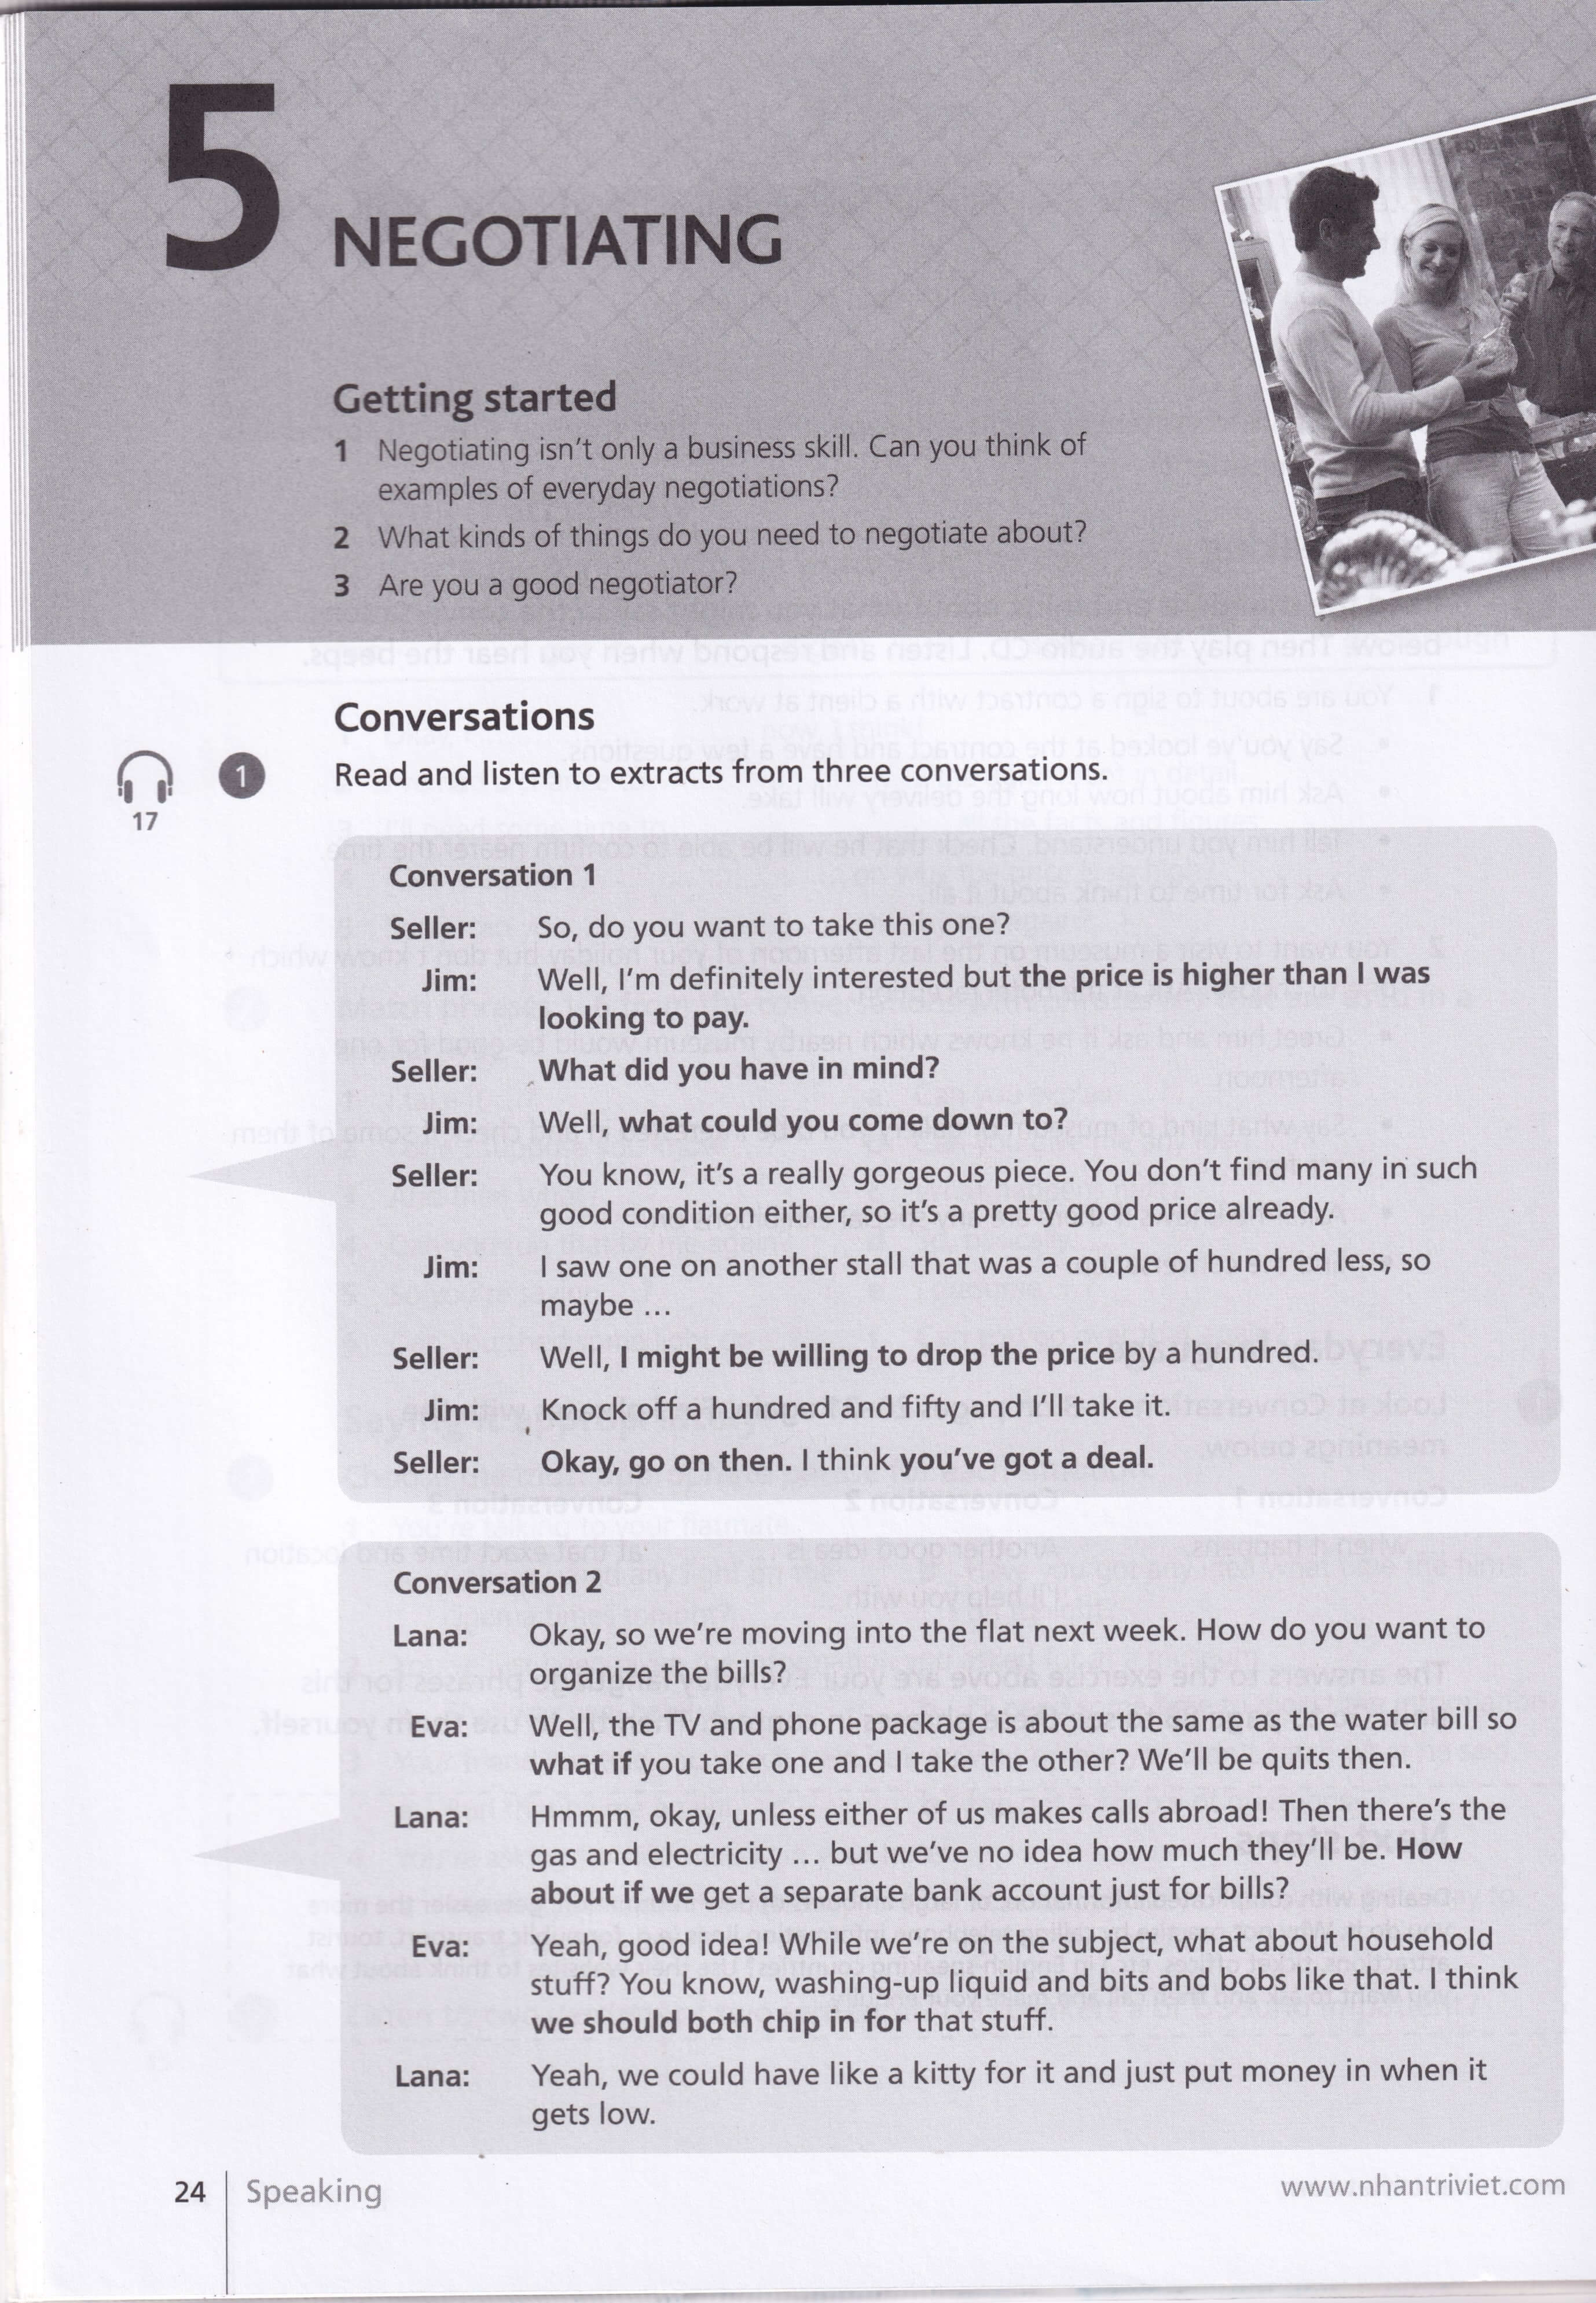 5
NEGOTIATING
Getting started
1 Negotiating isn't only a business skill. Can you think of
examples of everyday negotiations?
2 What kinds of things do you need to negotiate about?
3 Are you a good negotiator?
Conversations
17
1 Read and listen to extracts from three conversations.
Conversation 1
Seller: So, do you want to take this one?
Jim: Well, I'm definitely interested but the price is higher than I was
looking to pay.
Seller: What did you have in mind?
Jim: Well, what could you come down to?
Seller: You know, it's a really gorgeous piece. You don't find many in such
good condition either, so it's a pretty good price already.
Jim: I saw one on another stall that was a couple of hundred less, so
maybe ...
Seller: Well, I might be willing to drop the price by a hundred.
Jim: Knock off a hundred and fifty and I'll take it.
Seller: Okay, go on then. I think you've got a deal.
Conversation 2
Lana: Okay, so we're moving into the flat next week. How do you want to
organize the bills?
Eva: Well, the TV and phone package is about the same as the water bill so
what if you take one and I take the other? We'll be quits then.
Lana: Hmmm, okay, unless either of us makes calls abroad! Then there's the
gas and electricity ... but we've no idea how much they'll be. How
about if we get a separate bank account just for bills?
Eva: Yeah, good idea! While we're on the subject, what about household
stuff? You know, washing-up liquid and bits and bobs like that. I think
we should both chip in for that stuff.
Lana: Yeah, we could have like a kitty for it and just put money in when it
gets low.
24 Speaking
www.nhantriviet.com